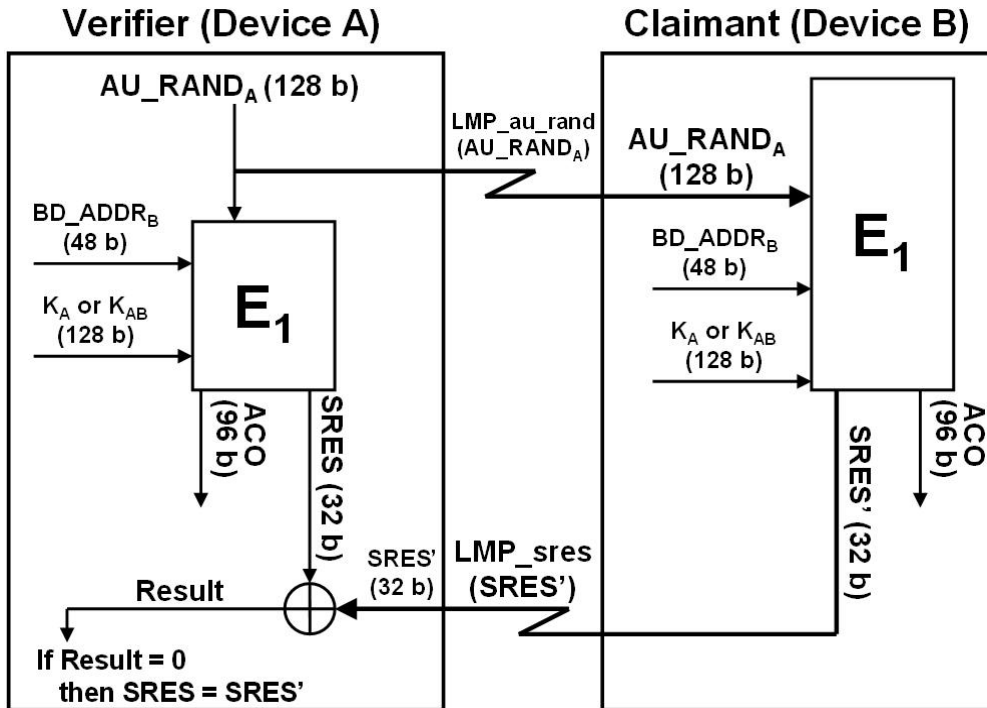 Verifier (Device A)
AU_RANDA (128 b)
BD_ADDRB
(48 b)
KA or KAB
(128 b)
E1
ACO
(96 b)
SRES (32 b)
Result
If Result = 0
then SRES = SRES’
LMP_au_rand
(AU_RANDA)
SRES’
(32 b)
LMP_sres
(SRES’)
Claimant (Device B)
AU_RANDA
(128 b)
BD_ADDRB
(48 b)
KA or KAB
(128 b)
E1
SRES’ (32 b)
ACO
(96 b)